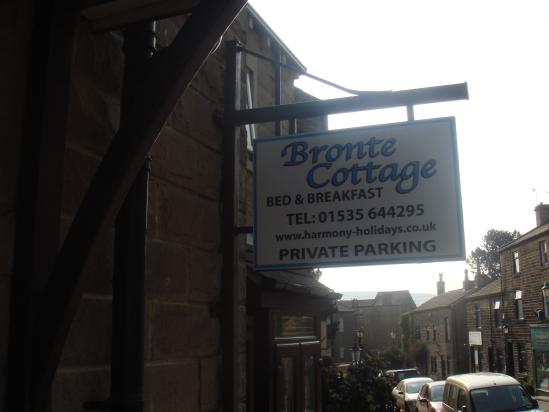 Bronte
Cottage
BED & BREAKFAST
TEL: 01535 644295
www.harmony-holidays.co.uk
PRIVATE PARKING